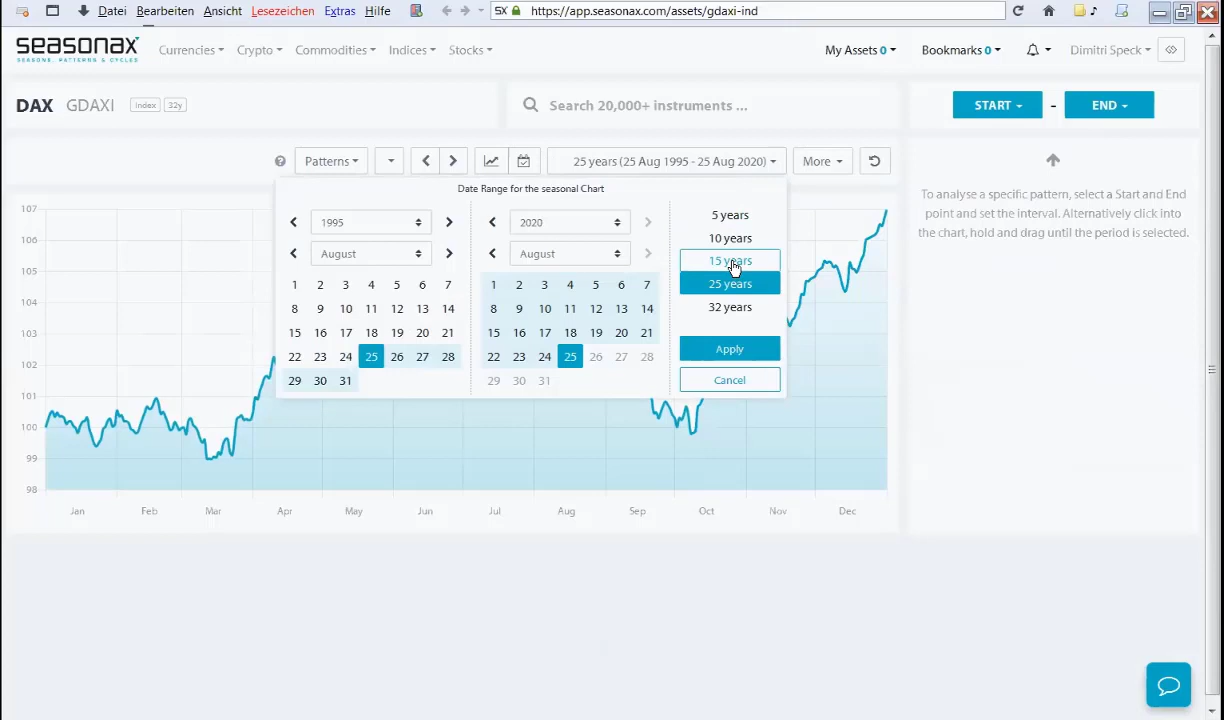 Datei Bearbeiten Ansicht Lesezeichen Extras Hilfe SX https://app.seasonax.com/assets/gdaxi-ind
seasonax Currencies Crypto Commodities Indices Stocks My Assets 0 Bookmarks 0 Dimitri Speck
SEASONS, PATTERNS & CYCLES
DAX GDAXI Index 32y Search 20,000+ instruments ... START - END
Patterns 25 years (25 Aug 1995 - 25 Aug 2020) More
Date Range for the seasonal Chart
1995 2020 5 years
August August 10 years
15 years
25 years
32 years
1 2 3 4 5 6 7 1 2 3 4 5 6 7
8 9 10 11 12 13 14 8 9 10 11 12 13 14
15 16 17 18 19 20 21 15 16 17 18 19 20 21
22 23 24 25 26 27 28 22 23 24 25 26 27 28
29 30 31 29 30 31
Apply
Cancel
To analyse a specific pattern, select a Start and End
point and set the interval. Alternatively click into
the chart, hold and drag until the period is selected.
107
106
105
104
103
102
101
100
99
98
Jan Feb Mar Apr May Jun Jul Aug Sep Oct Nov Dec